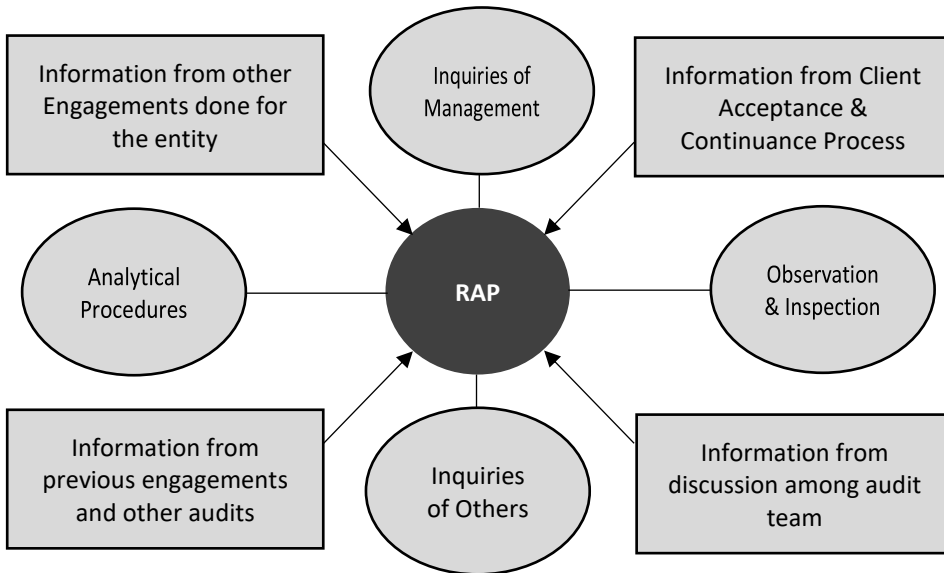 Information from other
Engagements done for
the entity
Inquiries of
Management
Information from Client
Acceptance &
Continuance Process
Analytical
Procedures
RAP
Observation
& Inspection
Information from
previous engagements
and other audits
Inquiries
of Others
Information from
discussion among audit
team